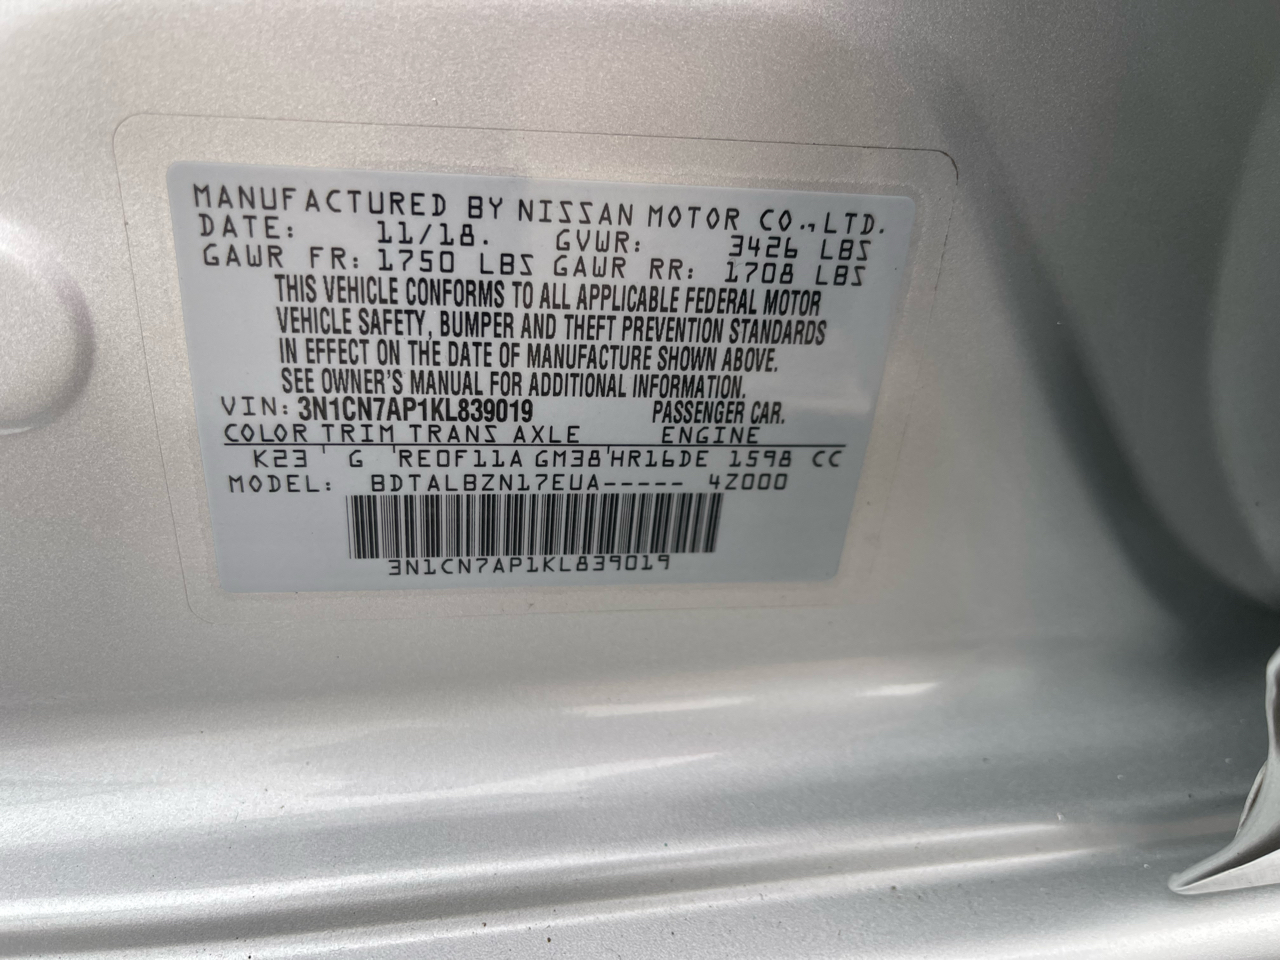 MANUFACTURED BY NISSAN MOTOR CO.,LTD.
DATE: 11/18. GVWR: 3426 LBS
GAWR FR: 1750 LBS GAWR RR: 1708 LBS
THIS VEHICLE CONFORMS TO ALL APPLICABLE FEDERAL MOTOR
VEHICLE SAFETY, BUMPER AND THEFT PREVENTION STANDARDS
IN EFFECT ON THE DATE OF MANUFACTURE SHOWN ABOVE.
SEE OWNER'S MANUAL FOR ADDITIONAL INFORMATION.
VIN: 3N1CN7AP1KL839019 PASSENGER CAR.
COLOR TRIM TRANS AXLE ENGINE
K23 ' G ' RE0F11A GM38 ' HR16DE 1598 CC
MODEL: BDTALBZN17EUA----- 4Z000
3N1CN7AP1KL839019